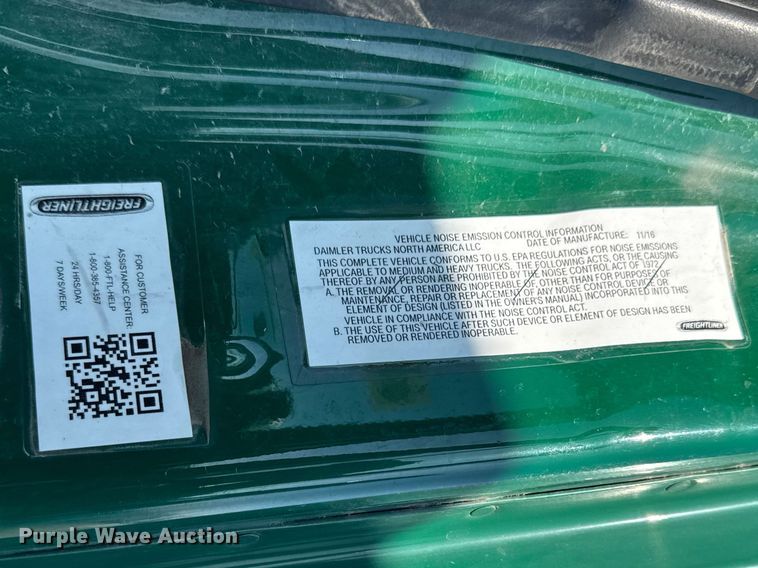 FREIGHTLINER
FOR CUSTOMER
ASSISTANCE CENTER:
1-800-FTL-HELP
1-800-385-4357
24 HRS/DAY
7 DAYS/WEEK
VEHICLE NOISE EMISSION CONTROL INFORMATION
DAIMLER TRUCKS NORTH AMERICA LLC DATE OF MANUFACTURE: 11/16
THIS COMPLETE VEHICLE CONFORMS TO U.S. EPA REGULATIONS FOR NOISE EMISSIONS
APPLICABLE TO MEDIUM AND HEAVY TRUCKS. THE FOLLOWING ACTS, OR THE CAUSING
THERE OF BY ANY PERSON ARE PROHIBITED BY THE NOISE CONTROL ACT OF 1972.
A. THE REMOVAL OR RENDERING INOPERABLE OF, OTHER THAN FOR PURPOSES OF
MAINTENANCE, REPAIR OR REPLACEMENT OF ANY NOISE CONTROL DEVICE OR
ELEMENT OF DESIGN (LISTED IN THE OWNER'S MANUAL) INCORPORATED INTO THIS
VEHICLE IN COMPLIANCE WITH THE NOISE CONTROL ACT.
B. THE USE OF THIS VEHICLE AFTER SUCH DEVICE OR ELEMENT OF DESIGN HAS BEEN
REMOVED OR RENDERED INOPERABLE.
FREIGHTLINER
Purple Wave Auction